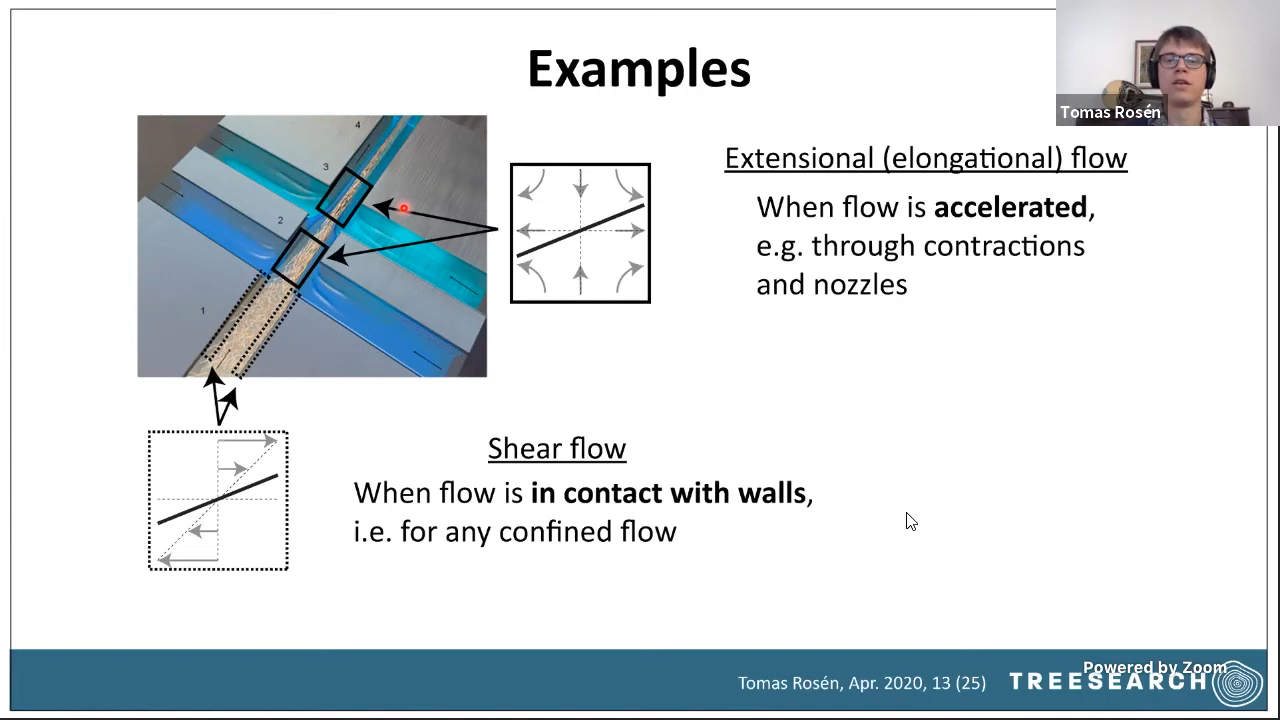 Examples
Tomas Rosén
4
3
2
1
Extensional (elongational) flow
When flow is accelerated,
e.g. through contractions
and nozzles
Shear flow
When flow is in contact with walls,
i.e. for any confined flow
Powered by Zoom
Tomas Rosén, Apr. 2020, 13 (25)
TREESEARCH